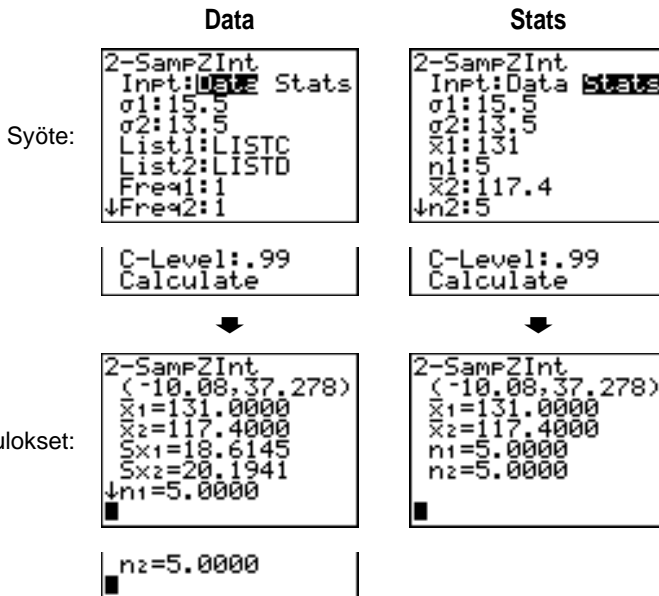 Data
Stats
Syöte:
2-SampZInt
Inpt:Data Stats
σ1:15.5
σ2:13.5
List1:LISTC
List2:LISTD
Freq1:1
↓Freq2:1
C-Level:.99
Calculate
2-SampZInt
Inpt:Data Stats
σ1:15.5
σ2:13.5
x̄1:131
n1:5
x̄2:117.4
↓n2:5
C-Level:.99
Calculate
ulokset:
2-SampZInt
(-10.08,37.278)
x̄1=131.0000
x̄2=117.4000
Sx1=18.6145
Sx2=20.1941
↓n1=5.0000
n2=5.0000
2-SampZInt
(-10.08,37.278)
x̄1=131.0000
x̄2=117.4000
n1=5.0000
n2=5.0000